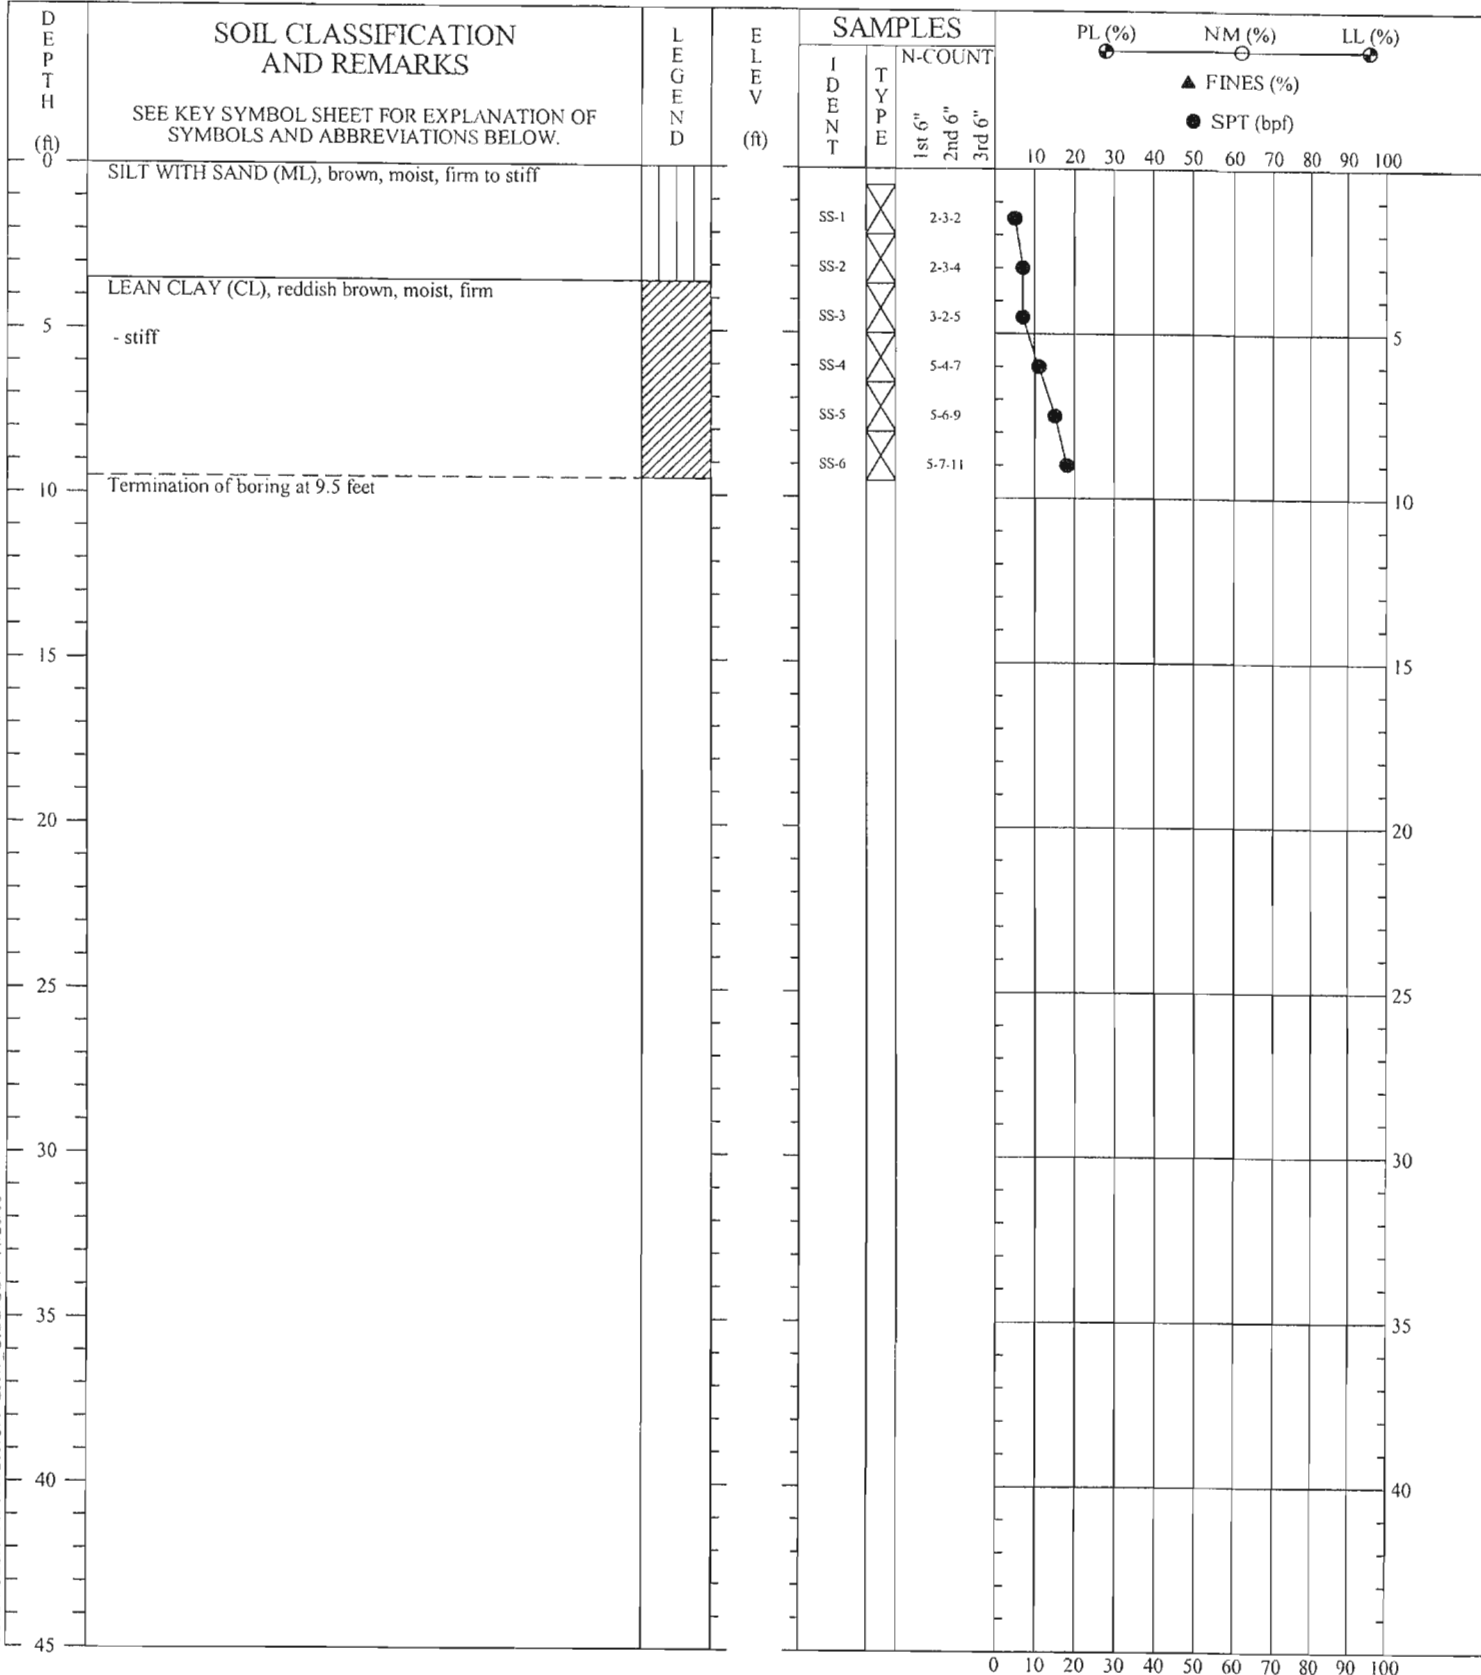 DEPTH
(ft)
SOIL CLASSIFICATION
AND REMARKS
SEE KEY SYMBOL SHEET FOR EXPLANATION OF
SYMBOLS AND ABBREVIATIONS BELOW.
LEGEND
ELEV
(ft)
SAMPLES
IDENT
TYPE
N-COUNT
1st 6"
2nd 6"
3rd 6"
PL (%) NM (%) LL (%)
▲ FINES (%)
● SPT (bpf)
10 20 30 40 50 60 70 80 90 100
0
SILT WITH SAND (ML), brown, moist, firm to stiff
SS-1 2-3-2
SS-2 2-3-4
LEAN CLAY (CL), reddish brown, moist, firm
SS-3 3-2-5
5 5
- stiff
SS-4 5-4-7
SS-5 5-6-9
SS-6 5-7-11
Termination of boring at 9.5 feet
10 10
15 15
20 20
25 25
30 30
35 35
40 40
45
0 10 20 30 40 50 60 70 80 90 100